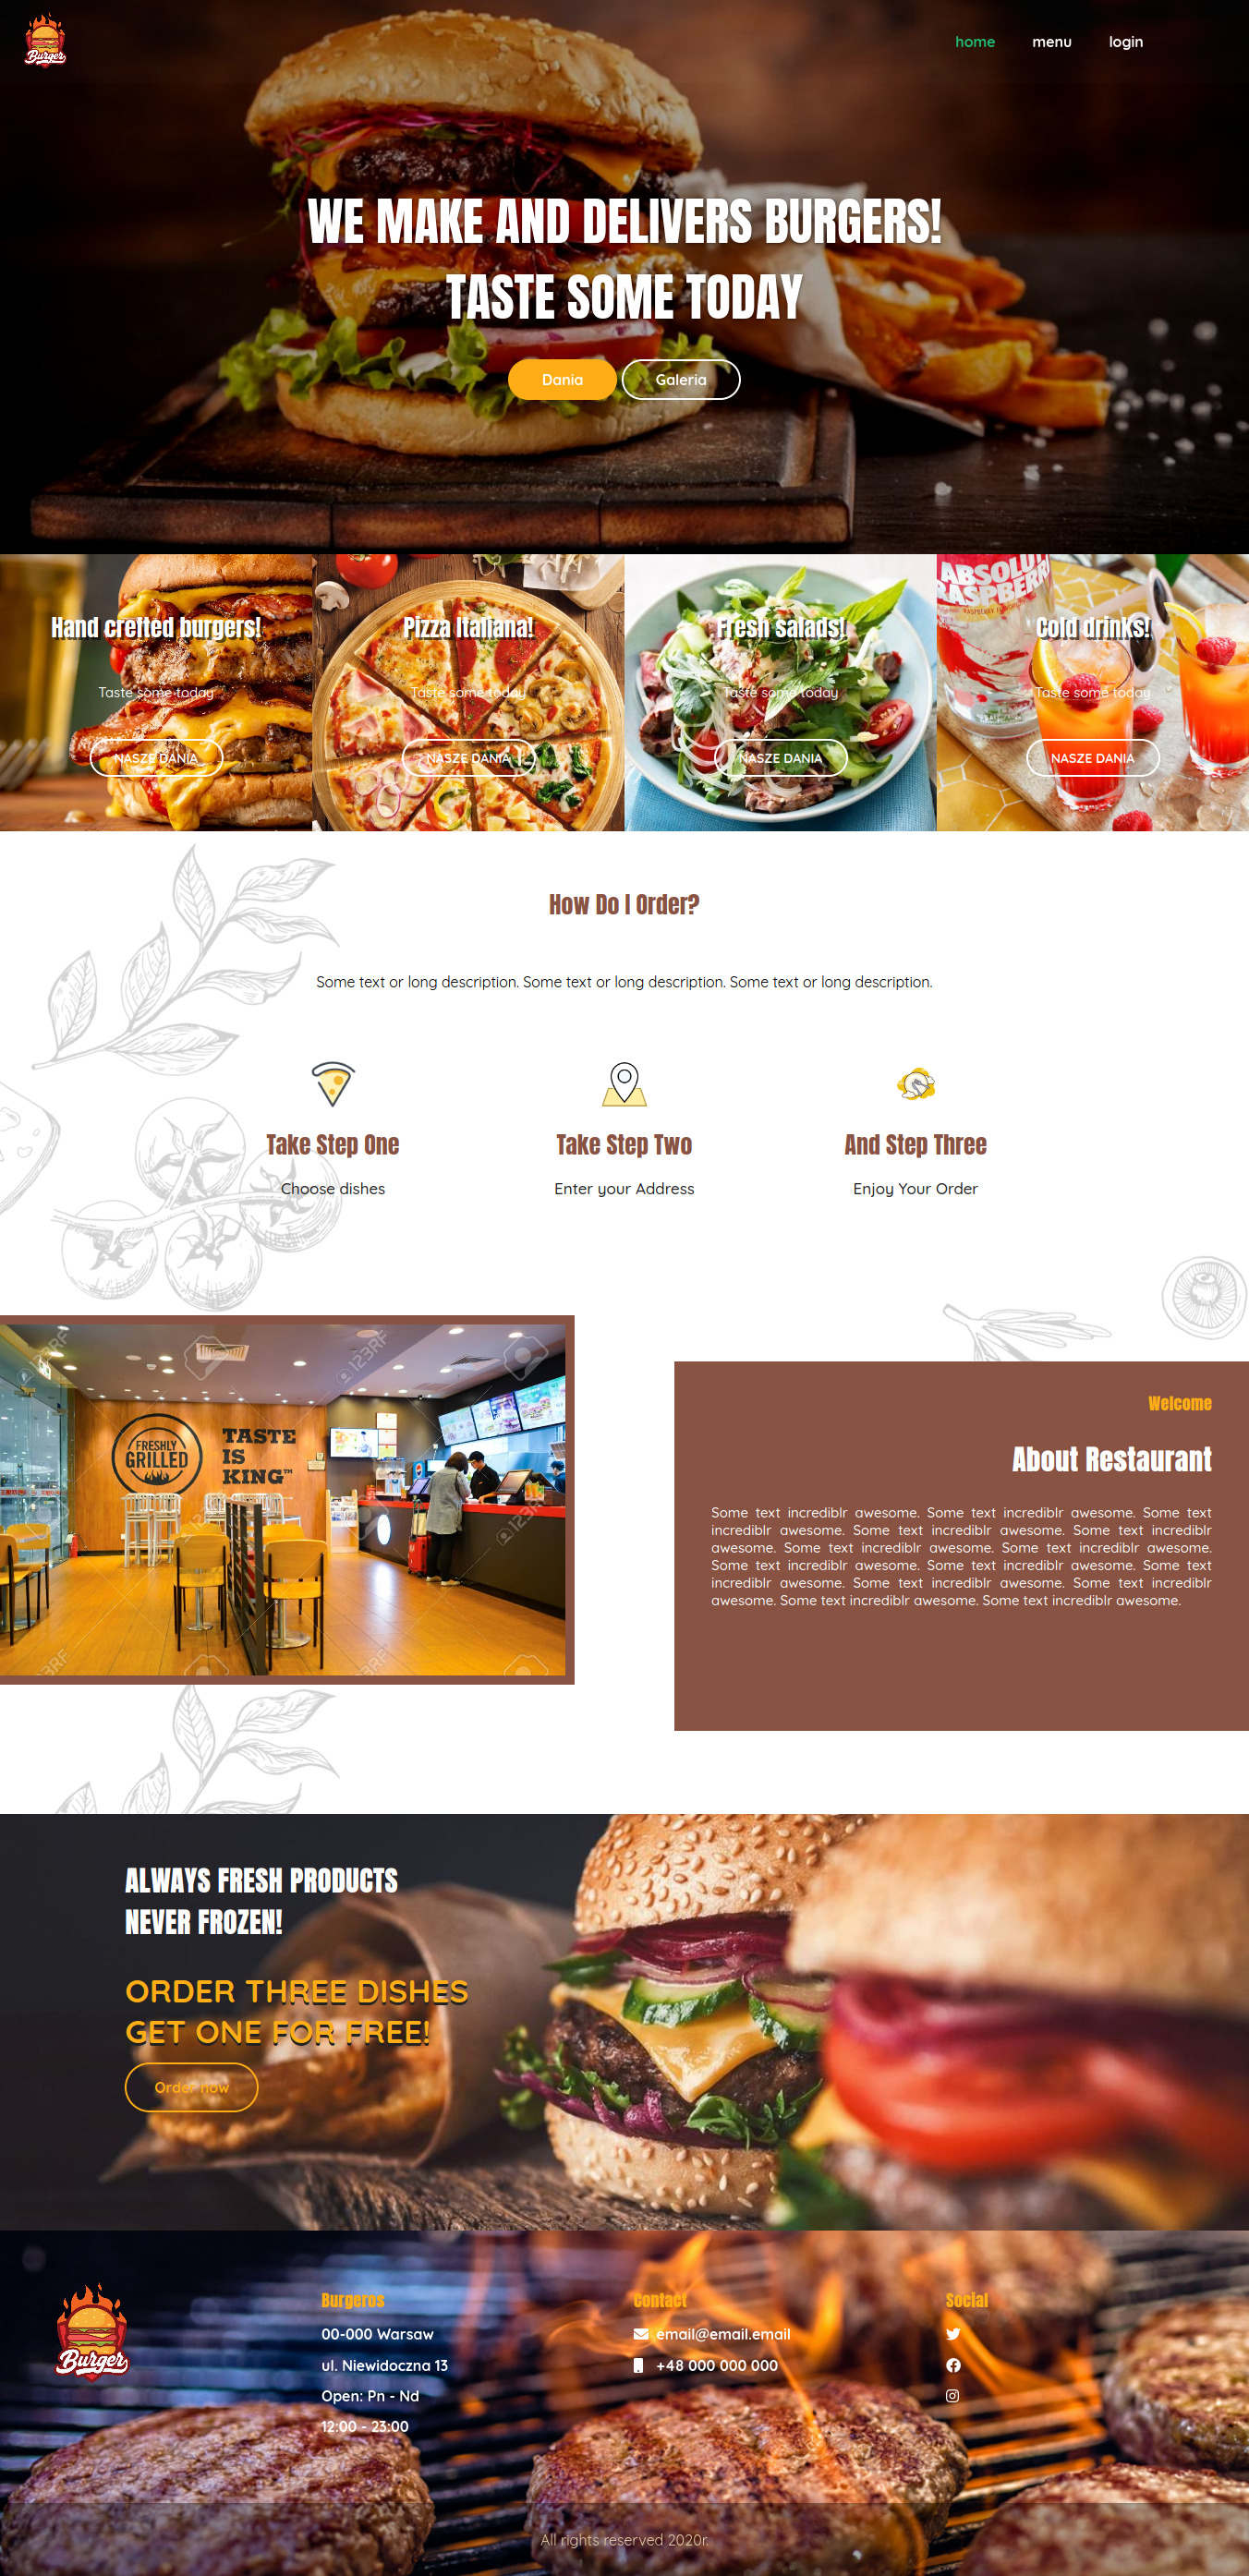 Burger
home
menu
login
WE MAKE AND DELIVERS BURGERS!
TASTE SOME TODAY
Dania
Galeria
Hand crefted burgers!
Taste some today
NASZE DANIA
Pizza Italiana!
Taste some today
NASZE DANIA
Fresh salads!
Taste some today
NASZE DANIA
ABSOLU
RASPBERRI
Cold drinks!
Taste some today
NASZE DANIA
How Do I Order?
Some text or long description. Some text or long description. Some text or long description.
Take Step One
Choose dishes
Take Step Two
Enter your Address
And Step Three
Enjoy Your Order
123RF
123RF
FRESHLY
GRILLED
TASTE
IS
KING™
123RF
Welcome
About Restaurant
Some text incrediblr awesome. Some text incrediblr awesome. Some text
incrediblr awesome. Some text incrediblr awesome. Some text incrediblr
awesome. Some text incrediblr awesome. Some text incrediblr awesome.
Some text incrediblr awesome. Some text incrediblr awesome. Some text
incrediblr awesome. Some text incrediblr awesome. Some text incrediblr
awesome. Some text incrediblr awesome. Some text incrediblr awesome.
ALWAYS FRESH PRODUCTS
NEVER FROZEN!
ORDER THREE DISHES
GET ONE FOR FREE!
Order now
Burger
Burgeros
00-000 Warsaw
ul. Niewidoczna 13
Open: Pn - Nd
12:00 - 23:00
Contact
email@email.email
+48 000 000 000
Social
All rights reserved 2020r.